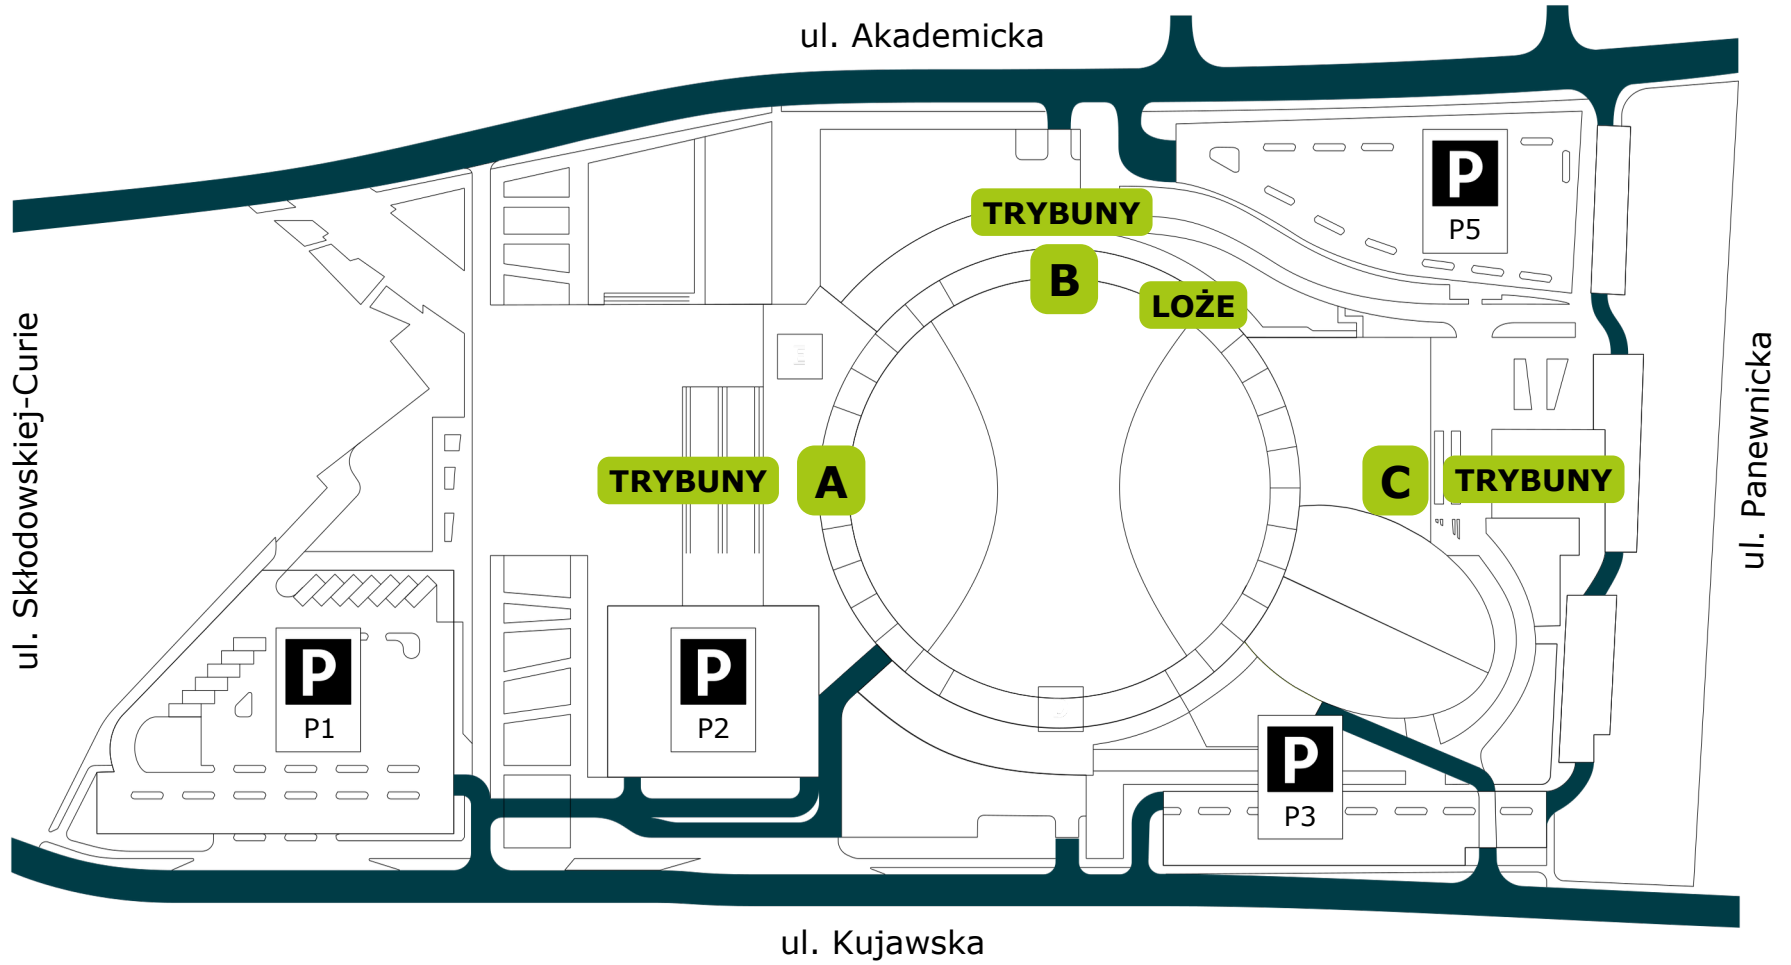 ul. Akademicka
P
P5
TRYBUNY
B
LOŻE
ul. Skłodowskiej-Curie
ul. Panewnicka
TRYBUNY
A
C
TRYBUNY
P
P1
P
P2
P
P3
ul. Kujawska